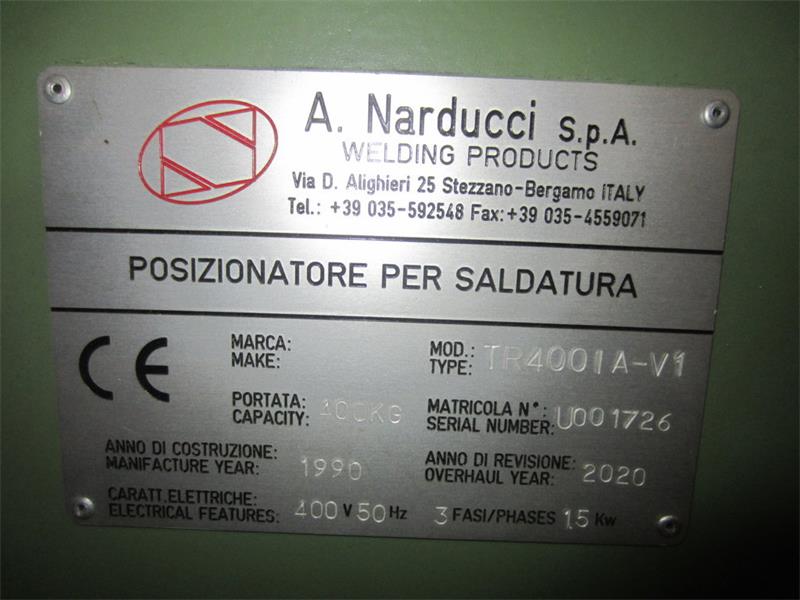 A. Narducci S.p.A.
WELDING PRODUCTS
Via D. Alighieri 25 Stezzano-Bergamo ITALY
Tel.: +39 035-592548 Fax:+39 035-4559071
POSIZIONATORE PER SALDATURA
CE
MARCA:
MAKE:
MOD.:
TYPE: TR4001A-V1
PORTATA:
CAPACITY: 400KG
MATRICOLA N°:
SERIAL NUMBER: U001726
ANNO DI COSTRUZIONE:
MANIFACTURE YEAR: 1990
ANNO DI REVISIONE:
OVERHAUL YEAR: 2020
CARATT.ELETTRICHE:
ELECTRICAL FEATURES: 400 V 50 Hz 3 FASI/PHASES 1.5 Kw